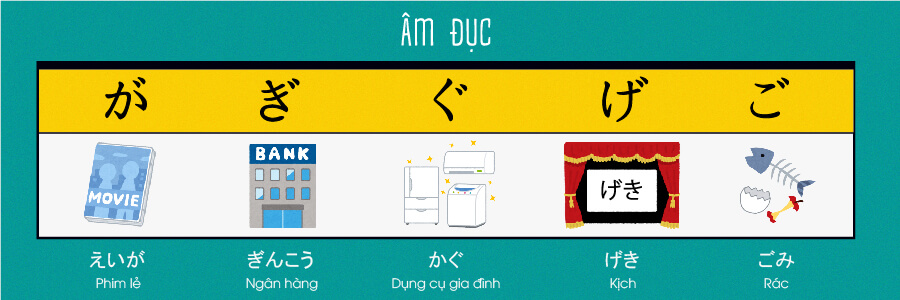 ÂM ĐỤC
が ぎ ぐ げ ご
MOVIE
BANK
げき
えいが ぎんこう かぐ げき ごみ
Phim lẻ Ngân hàng Dụng cụ gia đình Kịch Rác